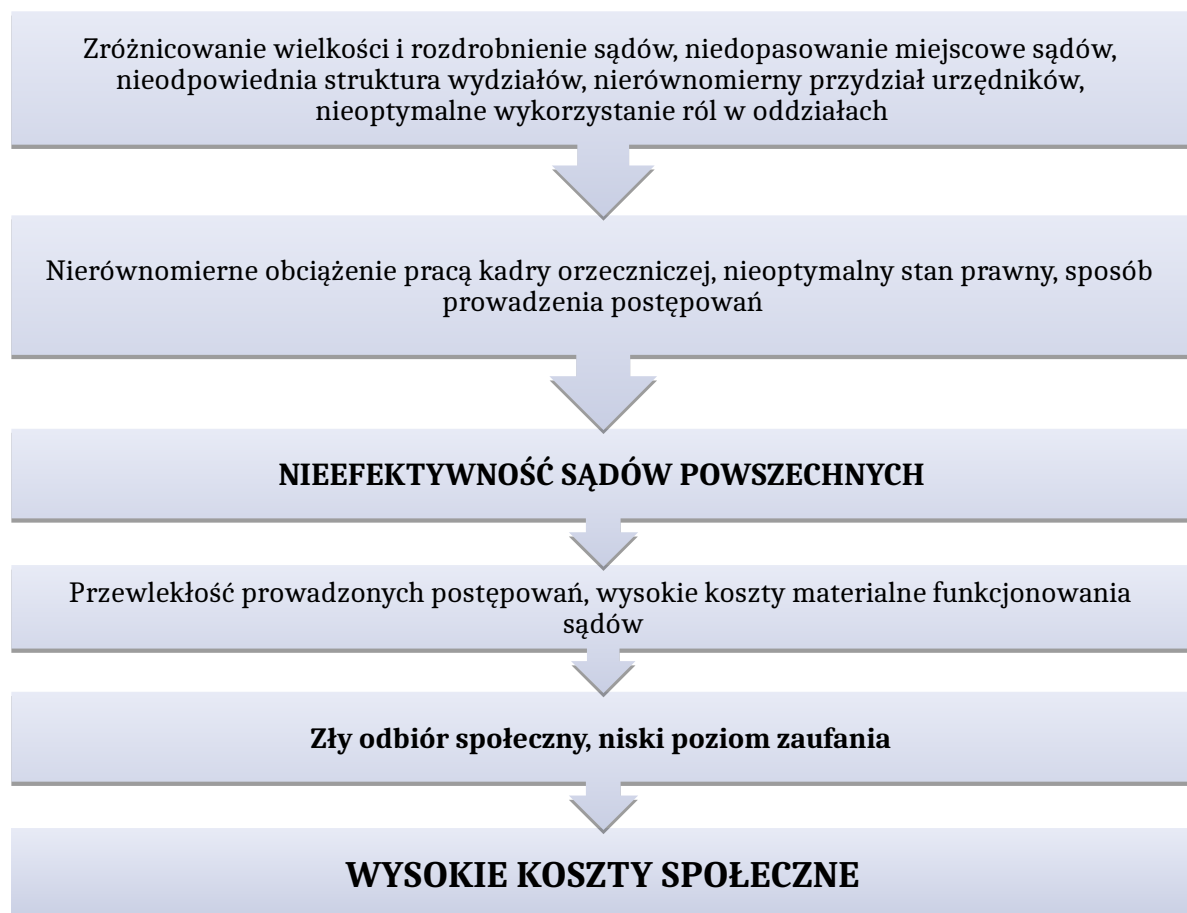 Zróżnicowanie wielkości i rozdrobnienie sądów, niedopasowanie miejscowe sądów,
nieodpowiednia struktura wydziałów, nierównomierny przydział urzędników,
nieoptymalne wykorzystanie ról w oddziałach
Nierównomierne obciążenie pracą kadry orzeczniczej, nieoptymalny stan prawny, sposób
prowadzenia postępowań
NIEEFEKTYWNOŚĆ SĄDÓW POWSZECHNYCH
Przewlekłość prowadzonych postępowań, wysokie koszty materialne funkcjonowania
sądów
Zły odbiór społeczny, niski poziom zaufania
WYSOKIE KOSZTY SPOŁECZNE